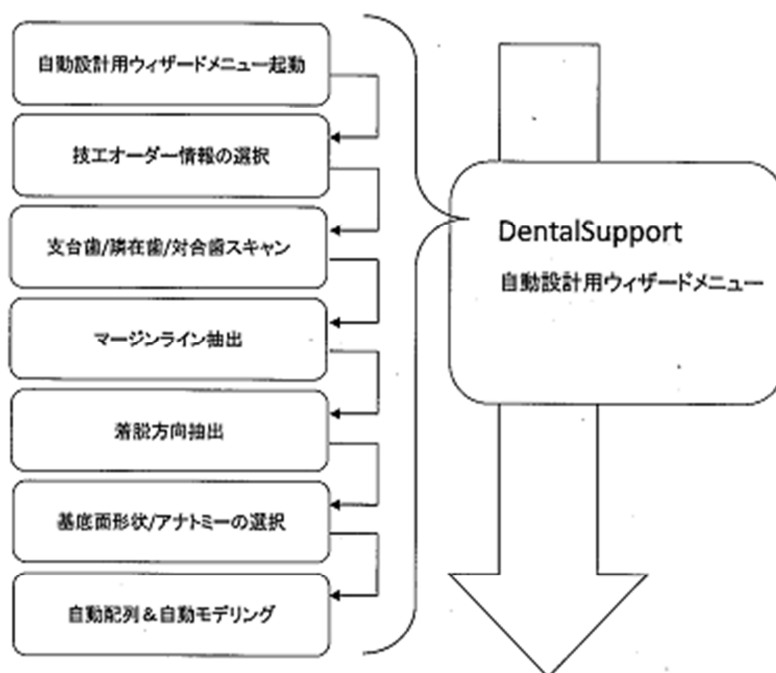 自動設計用ウィザードメニュー起動
技工オーダー情報の選択
支台歯/隣在歯/対合歯スキャン
マージンライン抽出
着脱方向抽出
基底面形状/アナトミーの選択
自動配列&自動モデリング
DentalSupport
自動設計用ウィザードメニュー